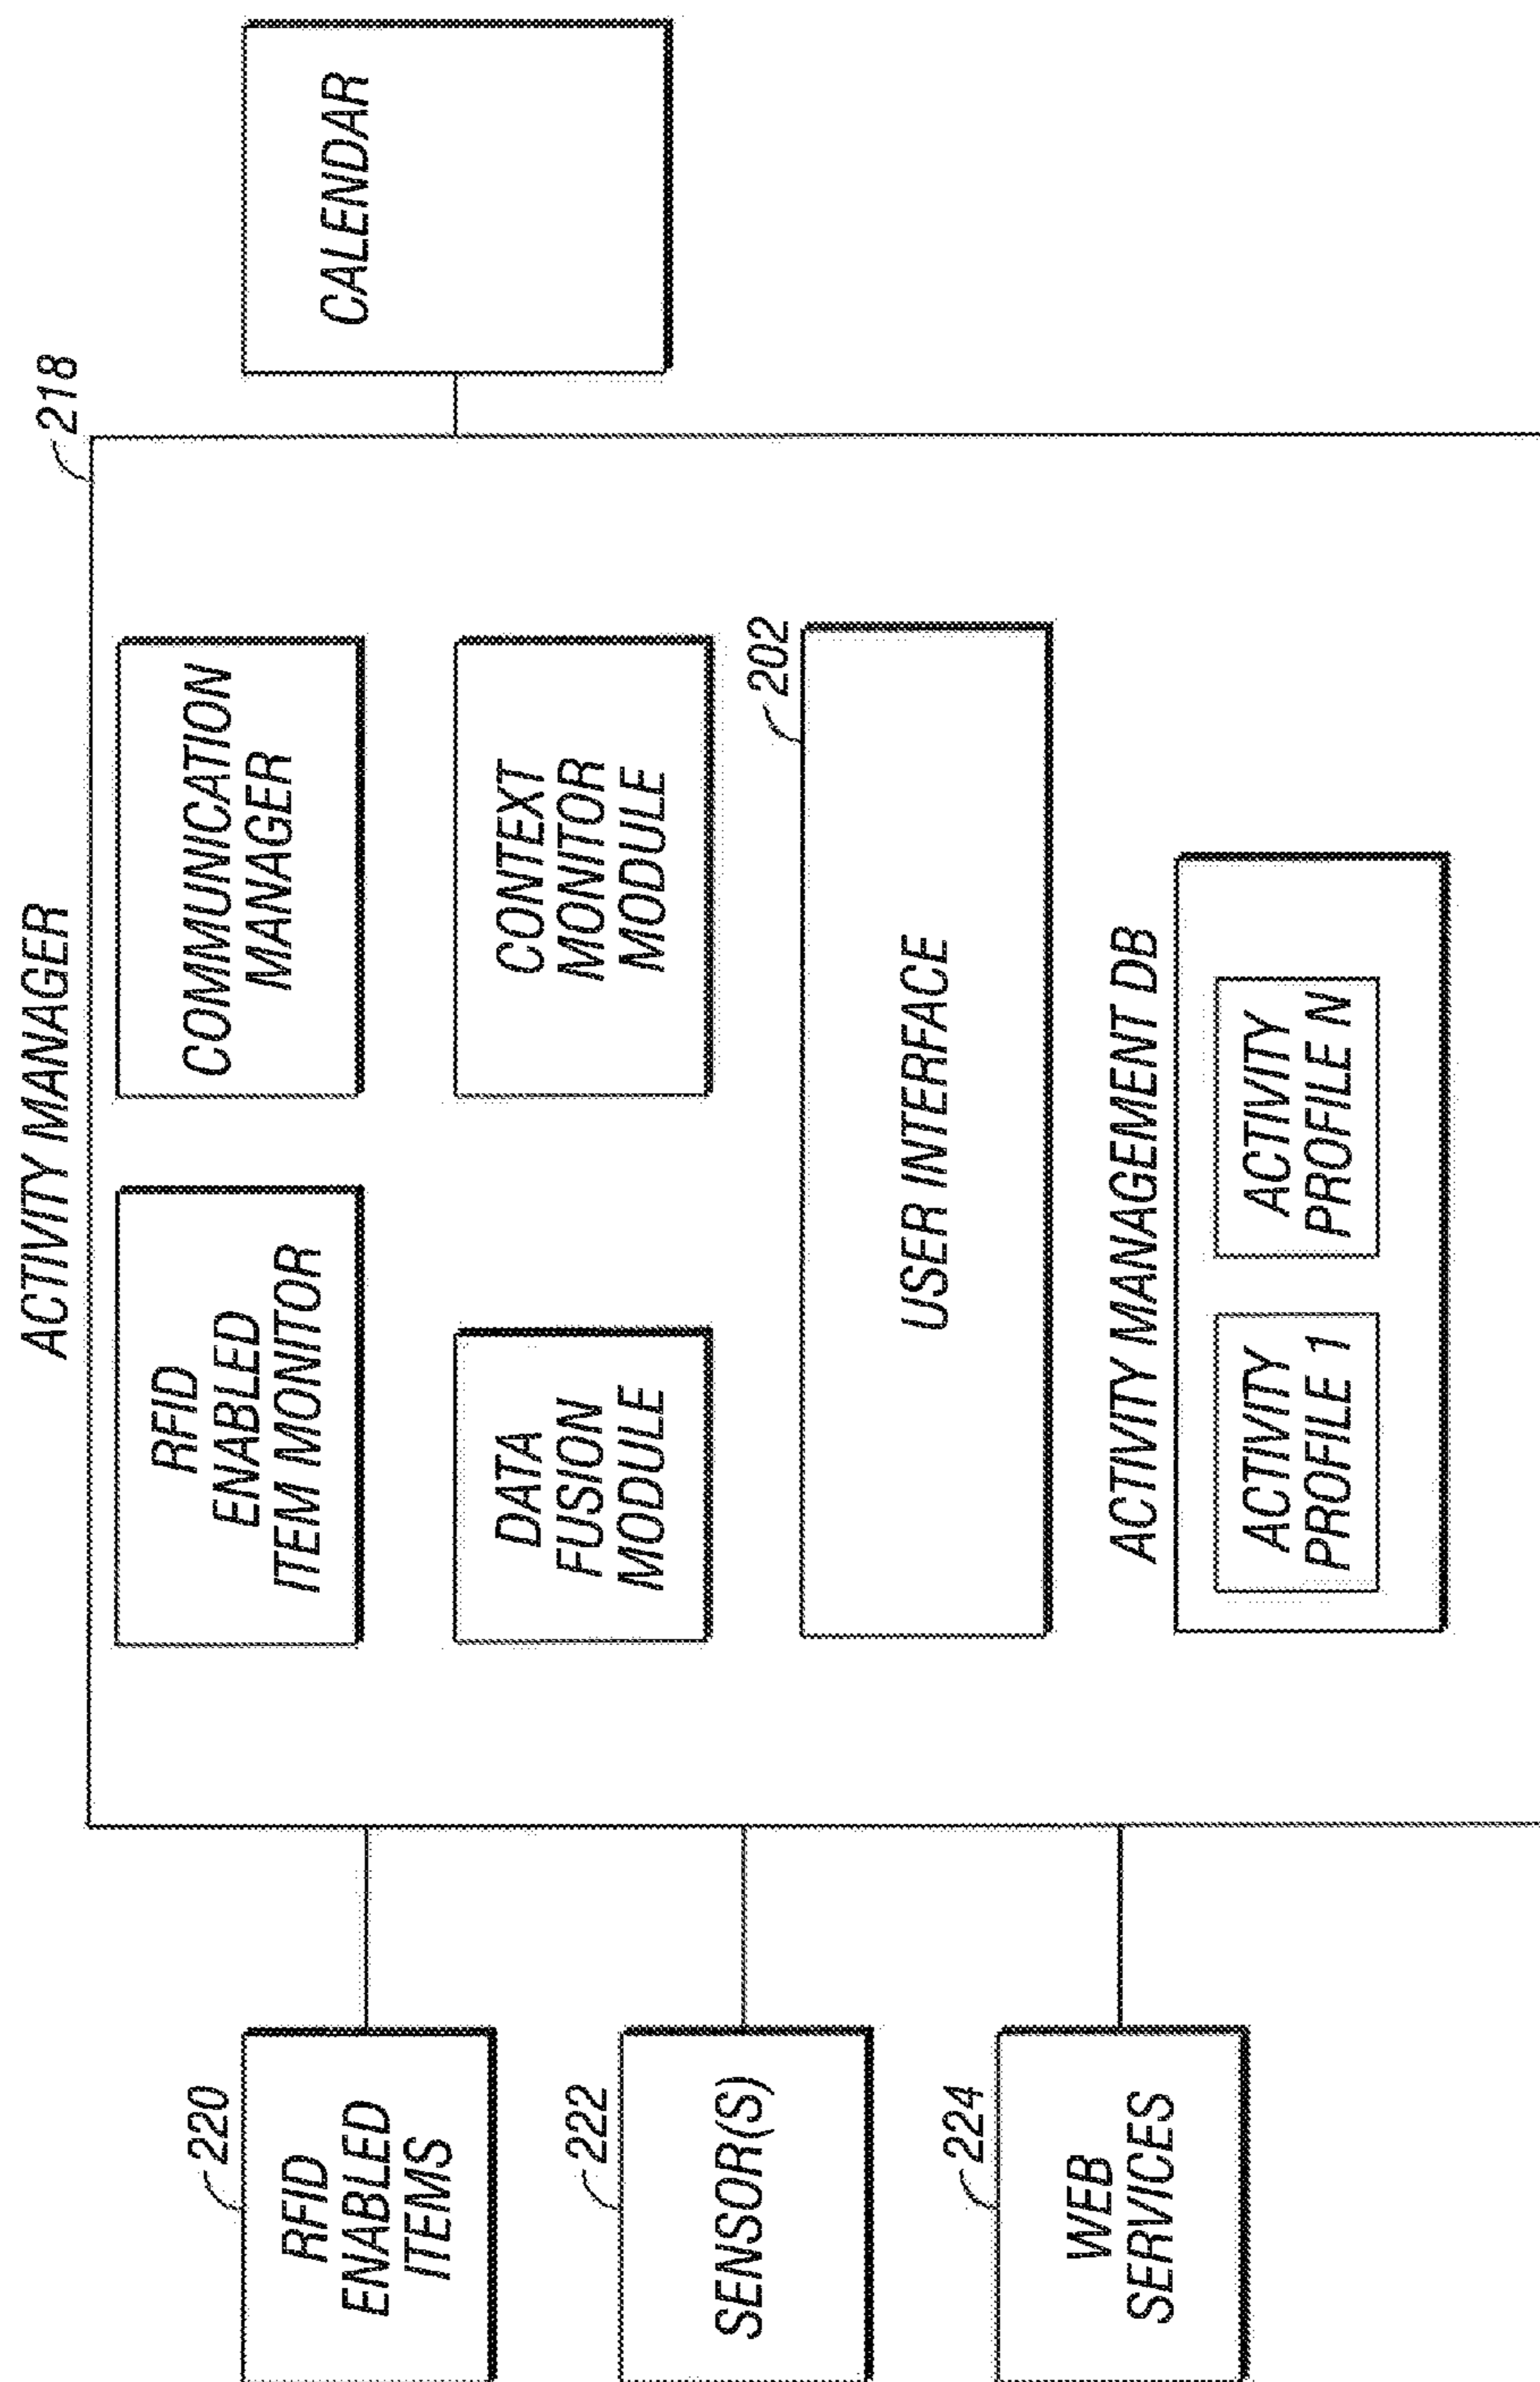 ACTIVITY MANAGER
218
RFID
ENABLED
ITEM MONITOR
COMMUNICATION
MANAGER
DATA
FUSION
MODULE
CONTEXT
MONITOR
MODULE
202
USER INTERFACE
ACTIVITY MANAGEMENT DB
ACTIVITY
PROFILE 1
ACTIVITY
PROFILE N
220
RFID
ENABLED
ITEMS
222
SENSOR(S)
224
WEB
SERVICES
CALENDAR